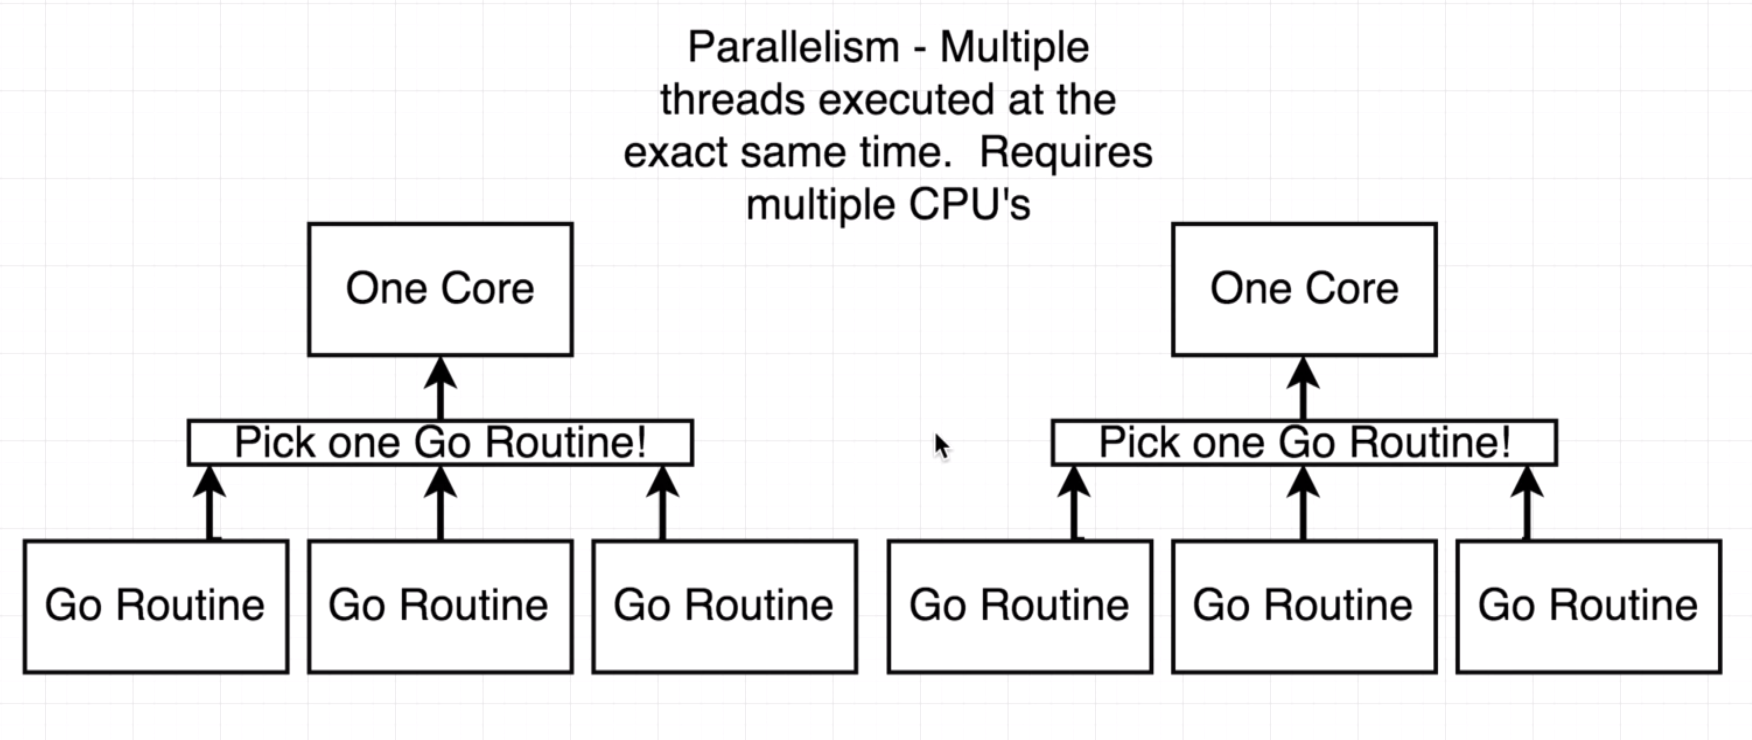 Parallelism - Multiple
threads executed at the
exact same time.  Requires
multiple CPU's
One Core
One Core
Pick one Go Routine!
Pick one Go Routine!
Go Routine
Go Routine
Go Routine
Go Routine
Go Routine
Go Routine